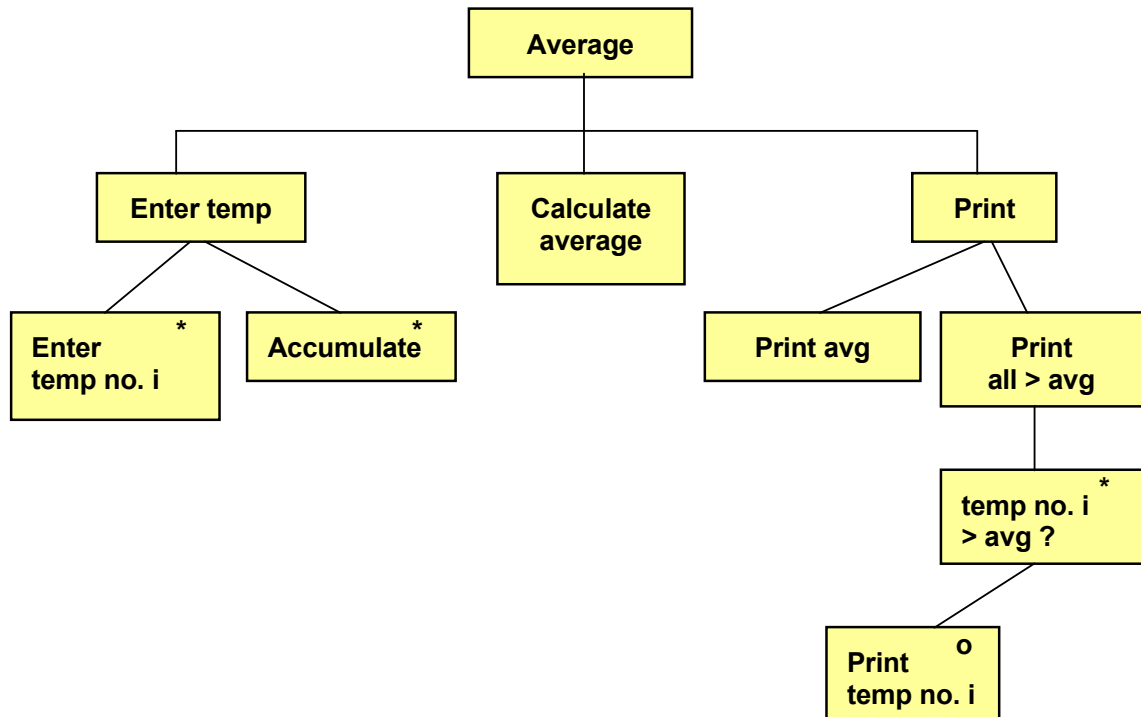 Average
Enter temp
Calculate
average
Print
*
Enter
temp no. i
*
Accumulate
Print avg
Print
all > avg
*
temp no. i
> avg ?
o
Print
temp no. i